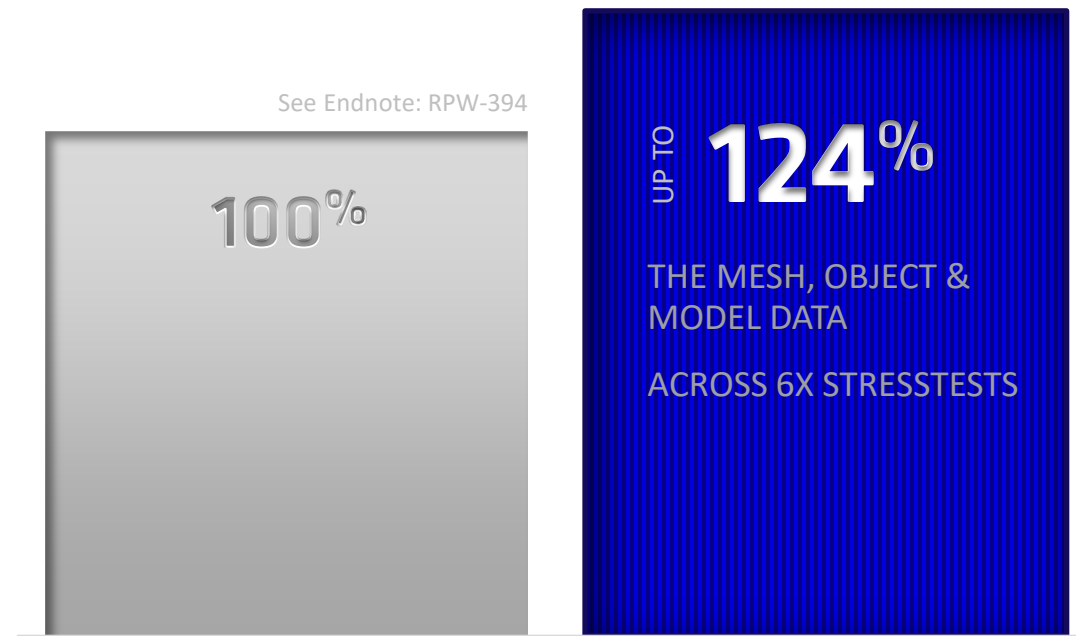 See Endnote: RPW-394
100%
UP TO
124%
THE MESH, OBJECT &
MODEL DATA
ACROSS 6X STRESSTESTS